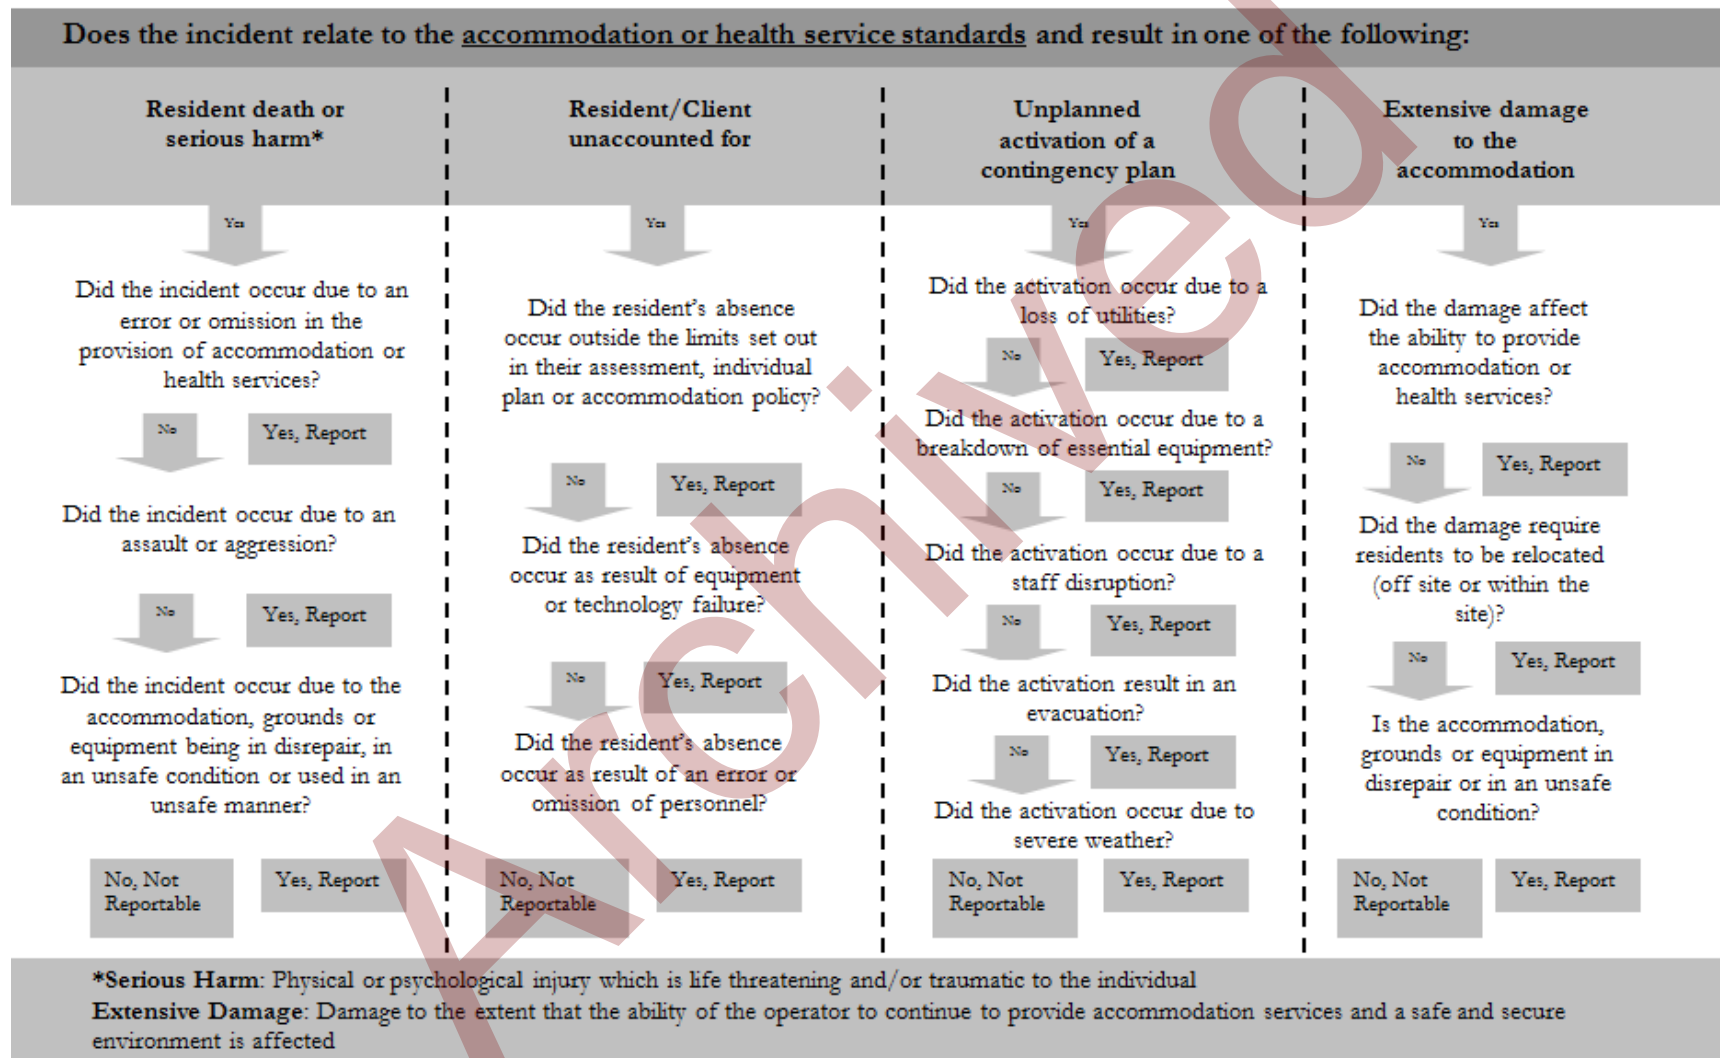 Does the incident relate to the accommodation or health service standards and result in one of the following:
Resident death or
serious harm*
Yes
Did the incident occur due to an
error or omission in the
provision of accommodation or
health services?
No
Yes, Report
Did the incident occur due to an
assault or aggression?
No
Yes, Report
Did the incident occur due to the
accommodation, grounds or
equipment being in disrepair, in
an unsafe condition or used in an
unsafe manner?
No, Not
Reportable
Yes, Report
Resident/Client
unaccounted for
Yes
Did the resident's absence
occur outside the limits set out
in their assessment, individual
plan or accommodation policy?
No
Yes, Report
Did the resident's absence
occur as result of equipment
or technology failure?
No
Yes, Report
Did the resident's absence
occur as result of an error or
omission of personnel?
No, Not
Reportable
Yes, Report
Unplanned
activation of a
contingency plan
Yes
Did the activation occur due to a
loss of utilities?
No
Yes, Report
Did the activation occur due to a
breakdown of essential equipment?
No
Yes, Report
Did the activation occur due to a
staff disruption?
No
Yes, Report
Did the activation result in an
evacuation?
No
Yes, Report
Did the activation occur due to
severe weather?
No, Not
Reportable
Yes, Report
Extensive damage
to the
accommodation
Yes
Did the damage affect
the ability to provide
accommodation or
health services?
No
Yes, Report
Did the damage require
residents to be relocated
(off site or within the
site)?
No
Yes, Report
Is the accommodation,
grounds or equipment in
disrepair or in an unsafe
condition?
No, Not
Reportable
Yes, Report
*Serious Harm: Physical or psychological injury which is life threatening and/or traumatic to the individual
Extensive Damage: Damage to the extent that the ability of the operator to continue to provide accommodation services and a safe and secure
environment is affected
Archived